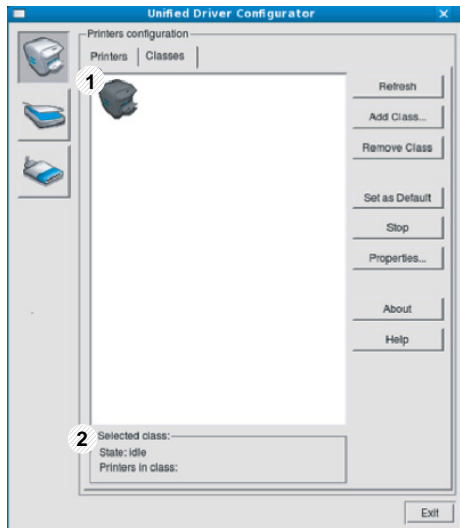 Unified Driver Configurator
Printers configuration
Printers Classes
1
Refresh
Add Class...
Remove Class
Set as Default
Stop
Properties...
About
Help
2
Selected class:
State: idle
Printers in class:
Exit